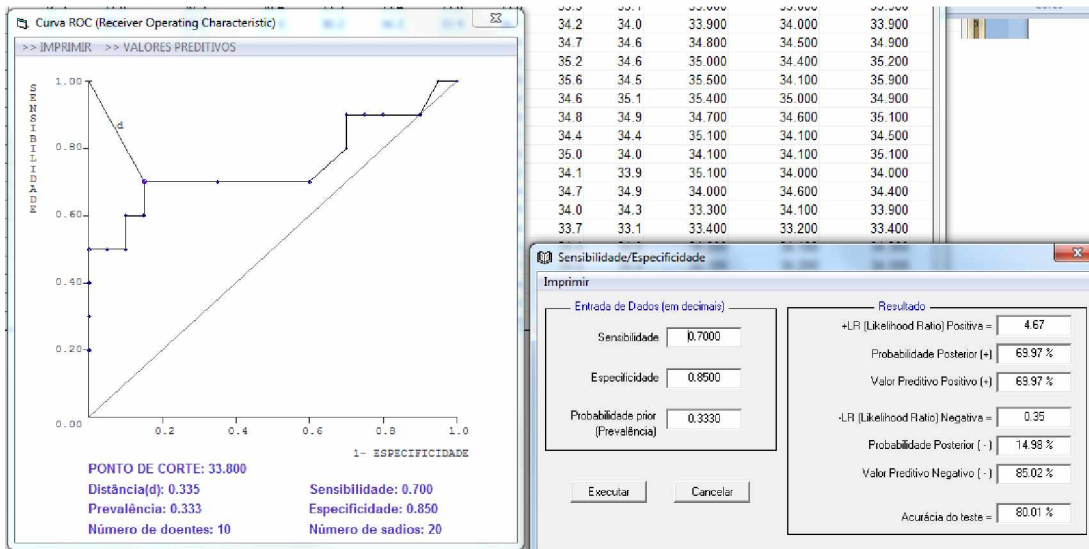 Curva ROC (Receiver Operating Characteristic)
>> IMPRIMIR >> VALORES PREDITIVOS
SENSIBILIDADE
1.00
0.80
0.60
0.40
0.20
0.00
d
0.2 0.4 0.6 0.8 1.0
1- ESPECIFICIDADE
PONTO DE CORTE: 33.800
Distância(d): 0.335 Sensibilidade: 0.700
Prevalência: 0.333 Especificidade: 0.850
Número de doentes: 10 Número de sadios: 20
34.2 34.0 33.900 34.000 33.900
34.7 34.6 34.800 34.500 34.900
35.2 34.6 35.000 34.400 35.200
35.6 34.5 35.500 34.100 35.900
34.6 35.1 35.400 35.000 34.900
34.8 34.9 34.700 34.600 35.100
34.4 34.4 35.100 34.100 34.500
35.0 34.0 34.100 34.100 35.100
34.1 33.9 35.100 34.000 34.000
34.7 34.9 34.000 34.600 34.400
34.0 34.3 33.300 34.100 33.900
33.7 33.1 33.400 33.200 33.400
Sensibilidade/Especificidade
Imprimir
Entrada de Dados (em decimais)
Sensibilidade 0.7000
Especificidade 0.8500
Probabilidade prior
(Prevalência) 0.3330
Executar Cancelar
Resultado
+LR (Likelihood Ratio) Positiva = 4.67
Probabilidade Posterior (+) 69.97 %
Valor Preditivo Positivo (+) 69.97 %
-LR (Likelihood Ratio) Negativa = 0.35
Probabilidade Posterior ( - ) 14.98 %
Valor Preditivo Negativo ( - ) 85.02 %
Acurácia do teste = 80.01 %